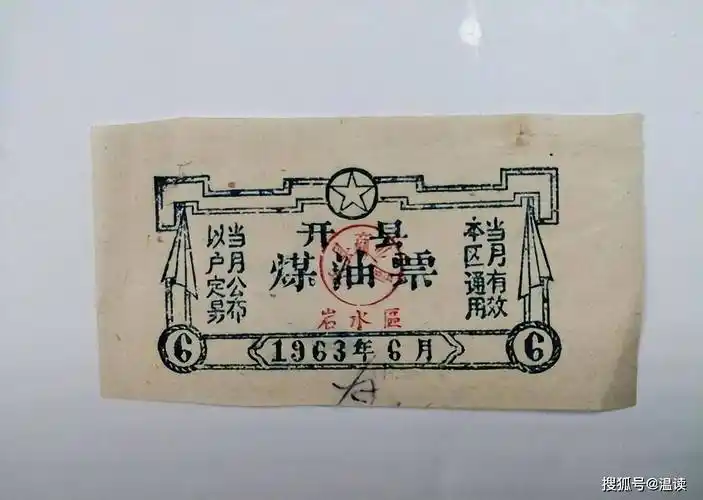 开县
煤油票
岩水區
当月公布
以户定易
当月有效
本区通用
6
1963年6月
6
搜狐号@温读